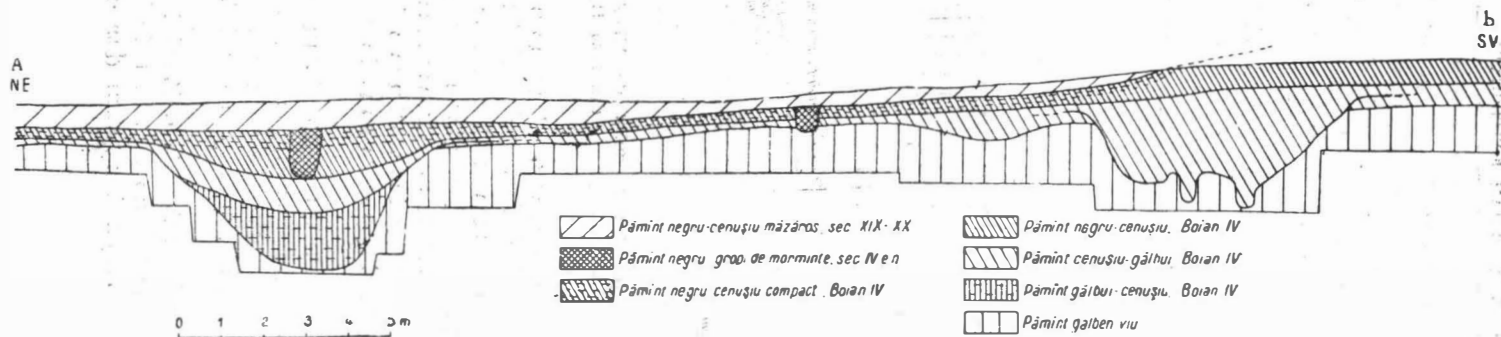 A
NE
b
SV
Pămînt negru-cenușiu măzăros, sec XIX-XX
Pămînt negru grop. de morminte, sec IV e n
Pămînt negru cenușiu compact. Boian IV
Pămînt negru-cenușiu. Boian IV
Pămînt cenușiu-gălbui. Boian IV
Pămînt gălbui-cenușiu. Boian IV
Pămînt galben viu
0 1 2 3 4 5 m